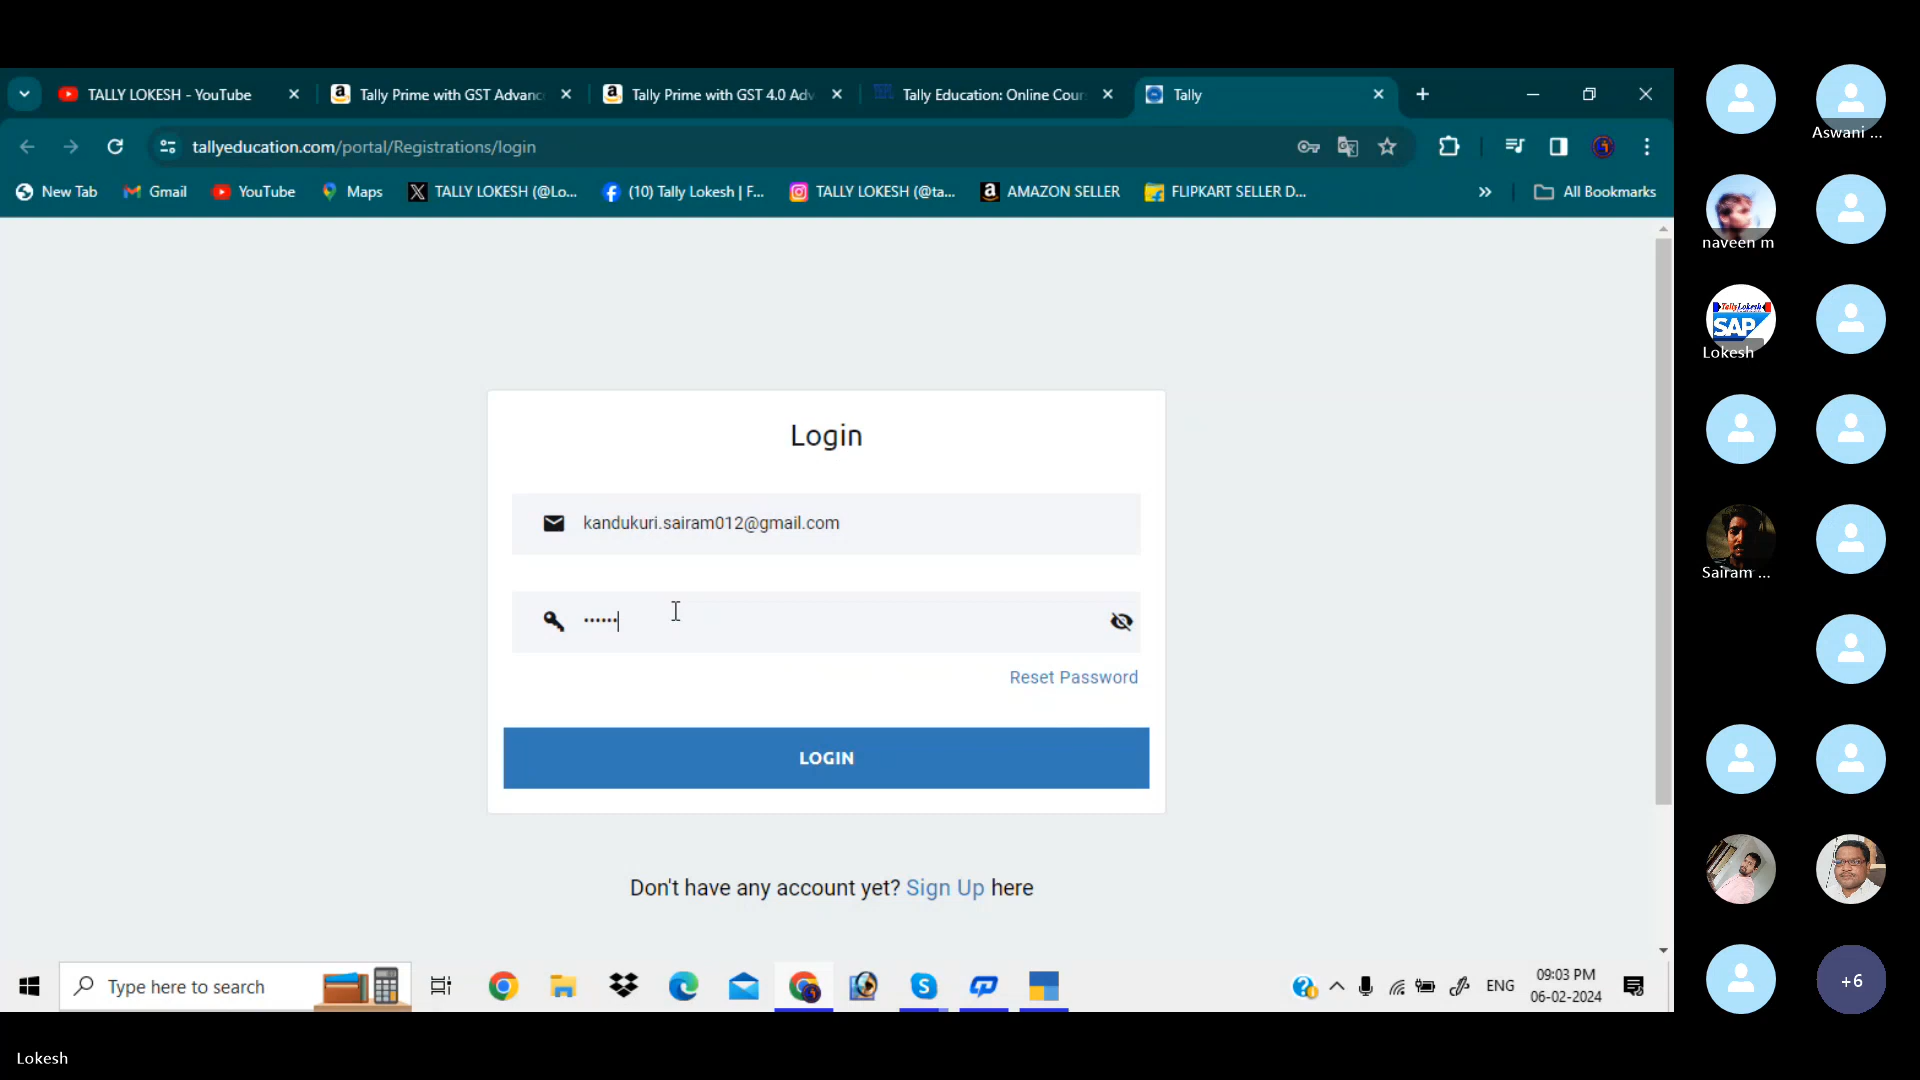 TALLY LOKESH - YouTube
Tally Prime with GST Advanc
Tally Prime with GST 4.0 Adv
Tally Education: Online Cour
Tally
tallyeducation.com/portal/Registrations/login
New Tab
Gmail
YouTube
Maps
TALLY LOKESH (@Lo...
(10) Tally Lokesh | F...
TALLY LOKESH (@ta...
AMAZON SELLER
FLIPKART SELLER D...
»
All Bookmarks
Login
kandukuri.sairam012@gmail.com
••••••
Reset Password
LOGIN
Don't have any account yet? Sign Up here
Type here to search
ENG
09:03 PM
06-02-2024
Lokesh
Aswani ...
naveen m
Tally Lokesh
SAP
Lokesh
Sairam ...
+6